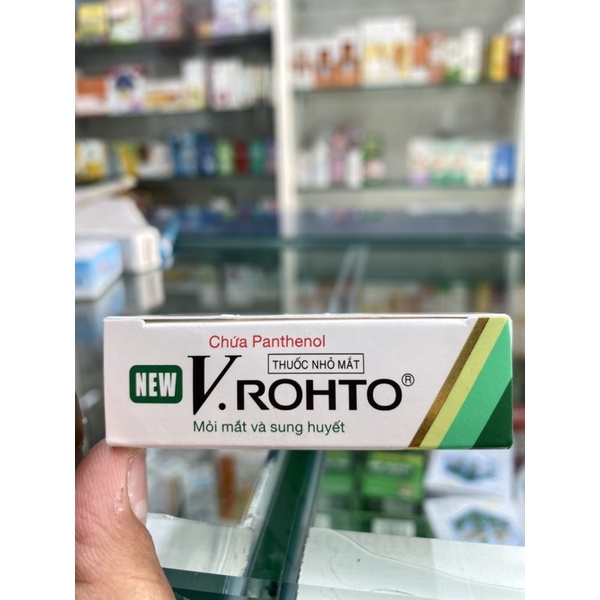 Chứa Panthenol
THUỐC NHỎ MẮT
NEW V.ROHTO®
Mỏi mắt và sung huyết